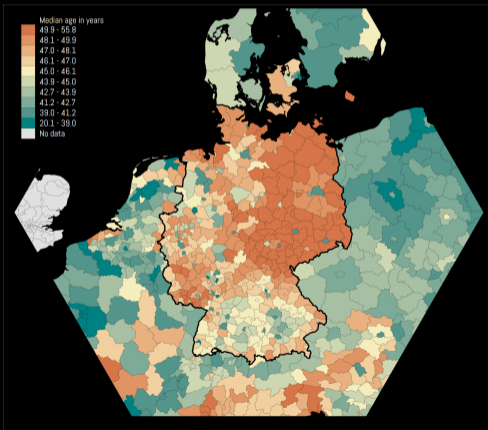 Median age in years
49.9 - 55.8
48.1 - 49.9
47.0 - 48.1
46.1 - 47.0
45.0 - 46.1
43.9 - 45.0
42.7 - 43.9
41.2 - 42.7
39.0 - 41.2
20.1 - 39.0
No data